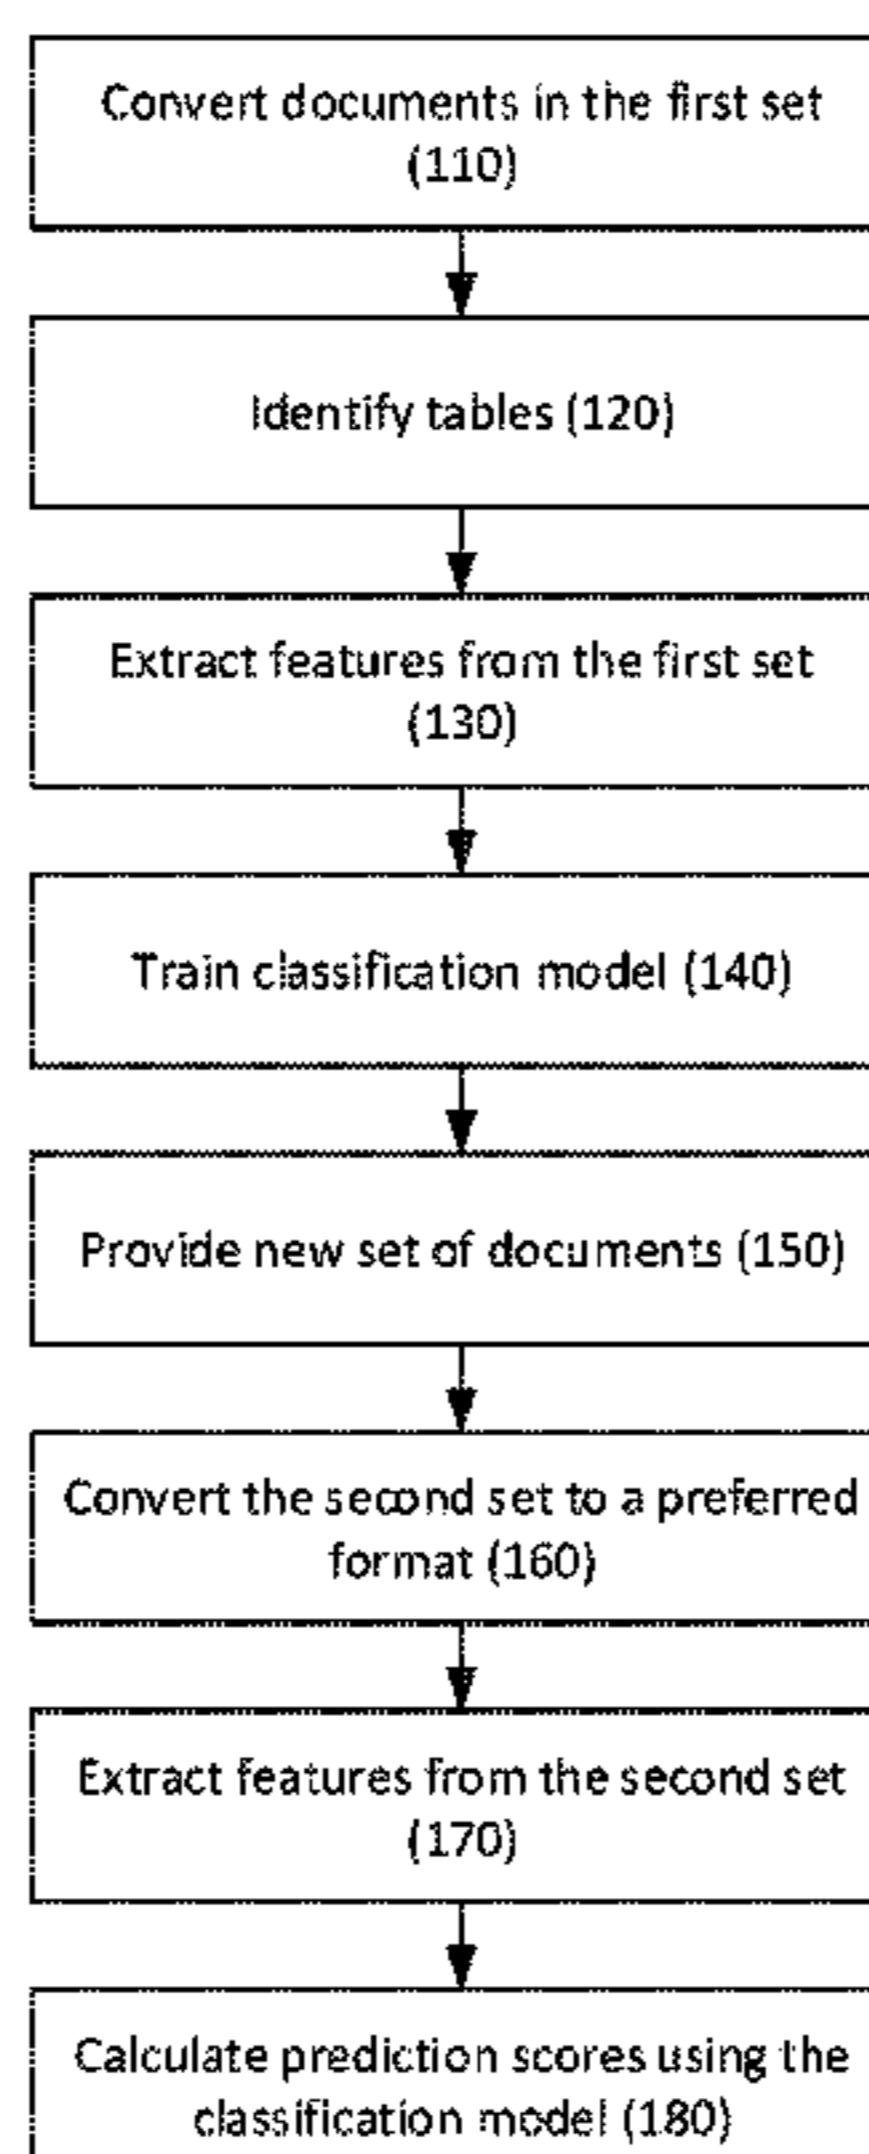 Convert documents in the first set
(110)
Identify tables (120)
Extract features from the first set
(130)
Train classification model (140)
Provide new set of documents (150)
Convert the second set to a preferred
format (160)
Extract features from the second set
(170)
Calculate prediction scores using the
classification model (180)